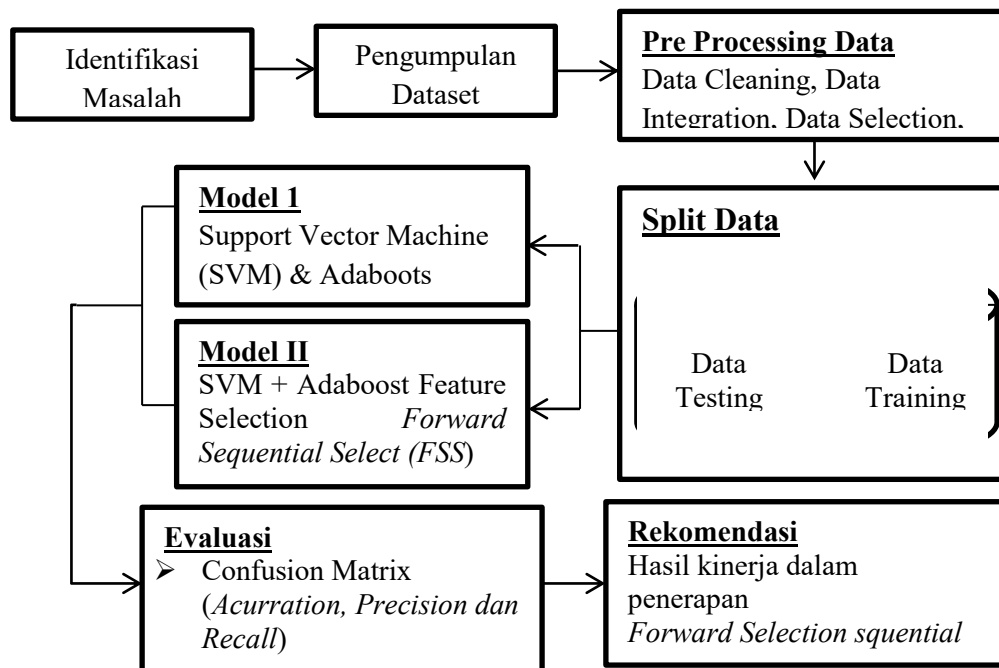 Identifikasi
Masalah
Pengumpulan
Dataset
Pre Processing Data
Data Cleaning, Data
Integration, Data Selection,
Split Data
Data
Testing
Data
Training
Model 1
Support Vector Machine
(SVM) & Adaboots
Model II
SVM + Adaboost Feature
Selection Forward
Sequential Select (FSS)
Evaluasi
➢ Confusion Matrix
(Acurration, Precision dan
Recall)
Rekomendasi
Hasil kinerja dalam
penerapan
Forward Selection squential